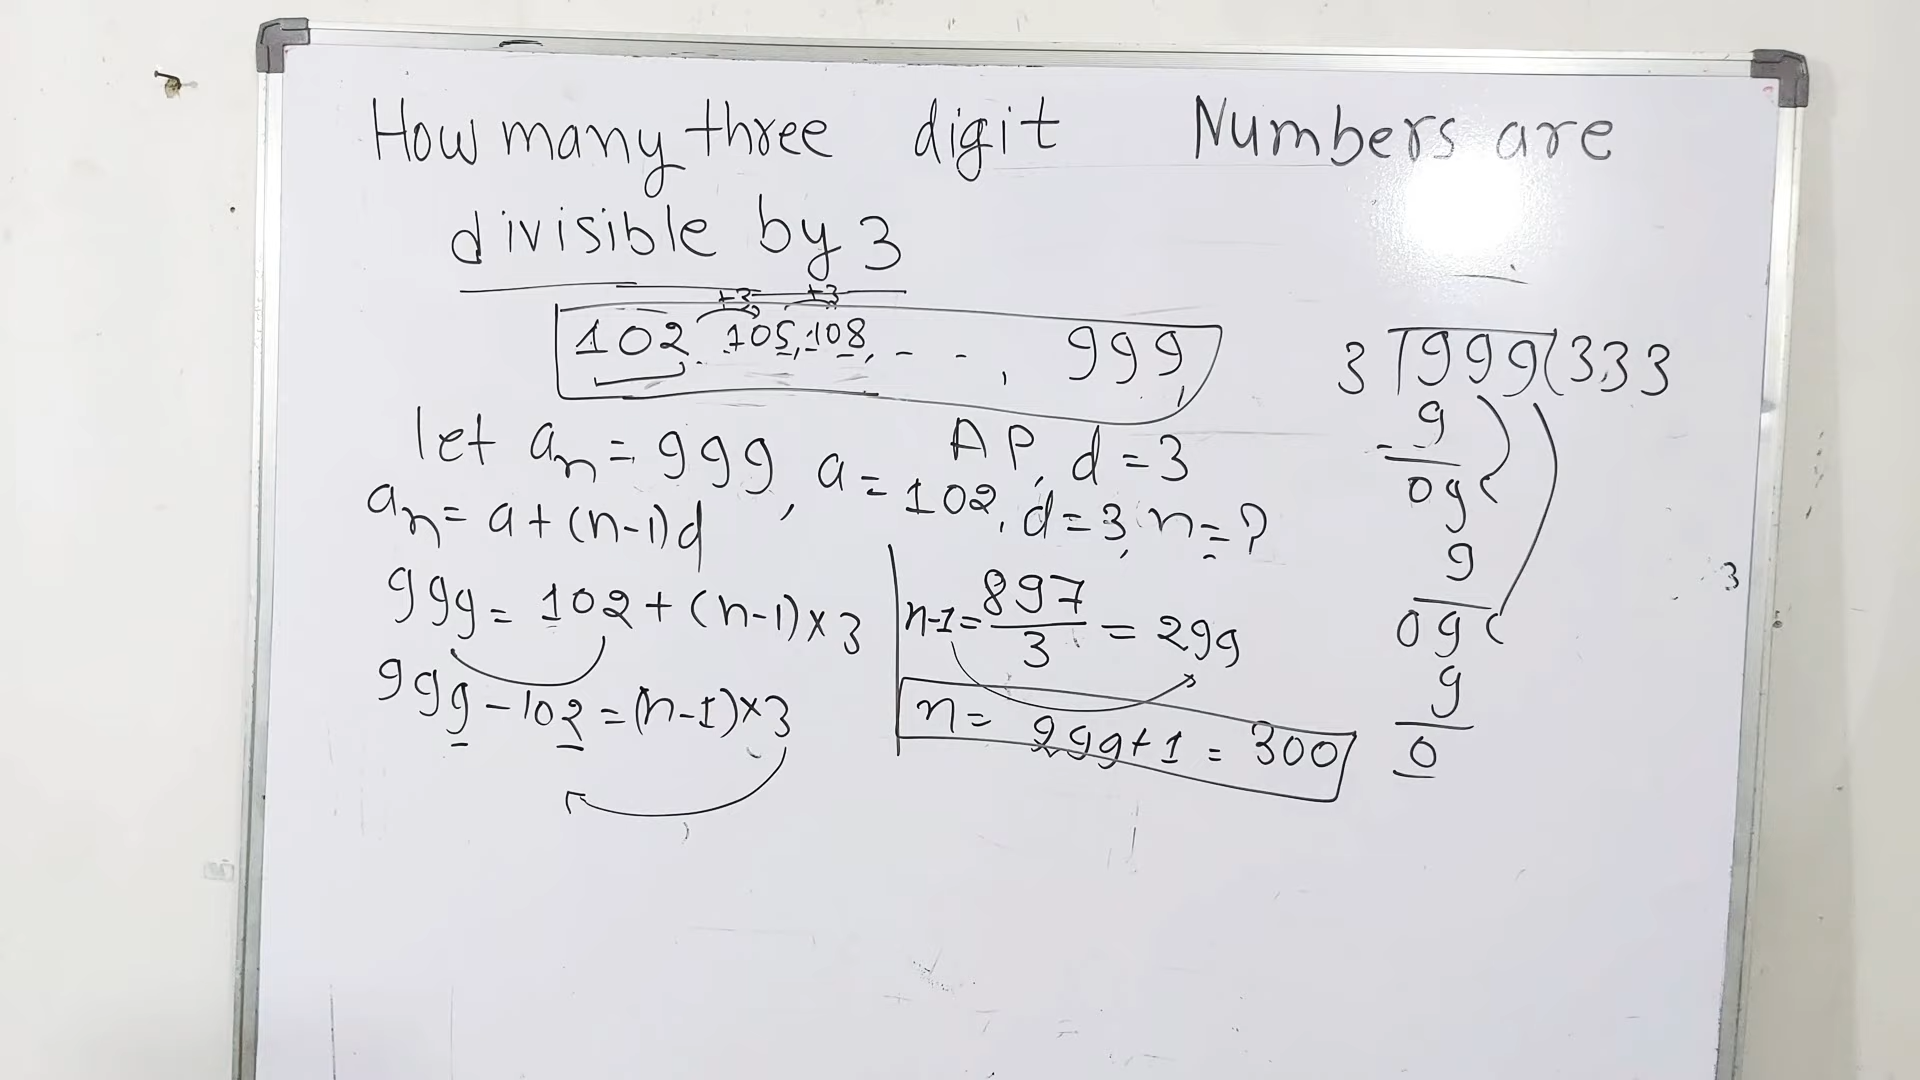 How many three digit Numbers are
divisible by 3
+3 +3
102, 105, 108, - - , 999,
let an = 999, a = 102, d = 3, n = ?
AP, d = 3
an = a + (n-1)d
999 = 102 + (n-1) × 3
999 - 102 = (n-1) × 3
n-1 = 897/3 = 299
n = 299 + 1 = 300
3 ) 999 ( 333
- 9
09
9
09
9
0
3